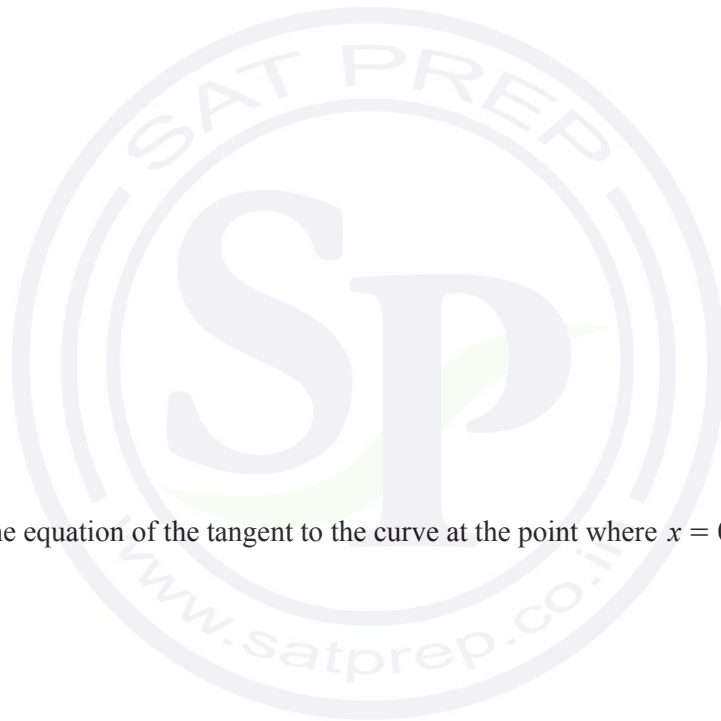 SAT PREP
SP
he equation of the tangent to the curve at the point where x = 0
www.satprep.co.in